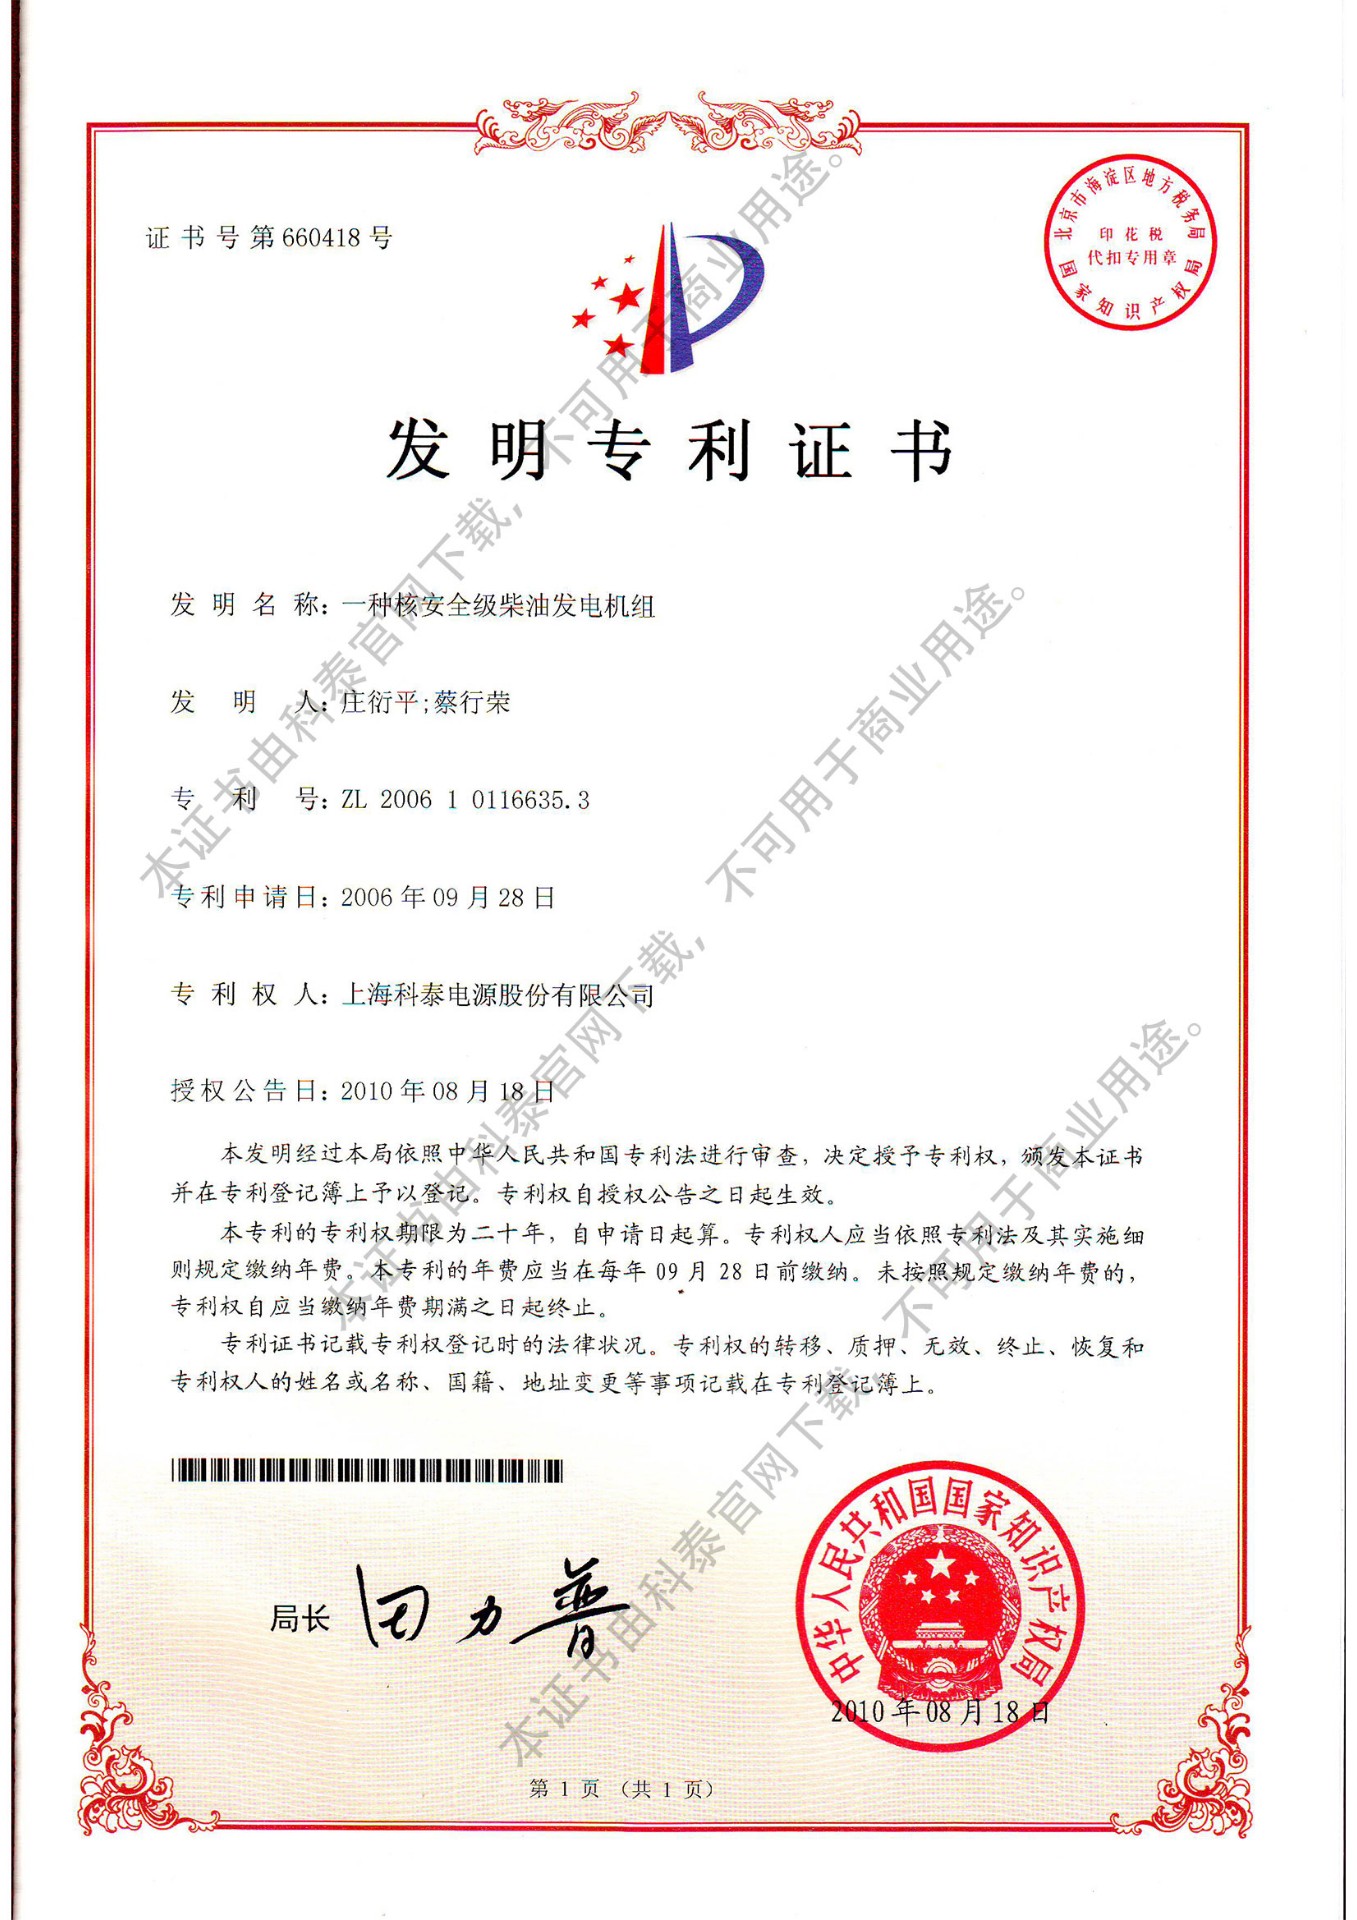 证书号第660418号
北京市海淀区地方税务局
印花税
代扣专用章
国家知识产权局
发明专利证书
发明名称：一种核安全级柴油发电机组
发明人：庄衍平;蔡行荣
专利号：ZL 2006 1 0116635.3
专利申请日：2006年09月28日
专利权人：上海科泰电源股份有限公司
授权公告日：2010年08月18日
本发明经过本局依照中华人民共和国专利法进行审查，决定授予专利权，颁发本证书
并在专利登记簿上予以登记。专利权自授权公告之日起生效。
本专利的专利权期限为二十年，自申请日起算。专利权人应当依照专利法及其实施细
则规定缴纳年费。本专利的年费应当在每年09月28日前缴纳。未按照规定缴纳年费的，
专利权自应当缴纳年费期满之日起终止。
专利证书记载专利权登记时的法律状况。专利权的转移、质押、无效、终止、恢复和
专利权人的姓名或名称、国籍、地址变更等事项记载在专利登记簿上。
局长 田力普
中华人民共和国国家知识产权局
2010年08月18日
第 1 页 （共 1 页）
本证书由科泰官网下载，不可用于商业用途。
本证书由科泰官网下载，不可用于商业用途。
本证书由科泰官网下载，不可用于商业用途。